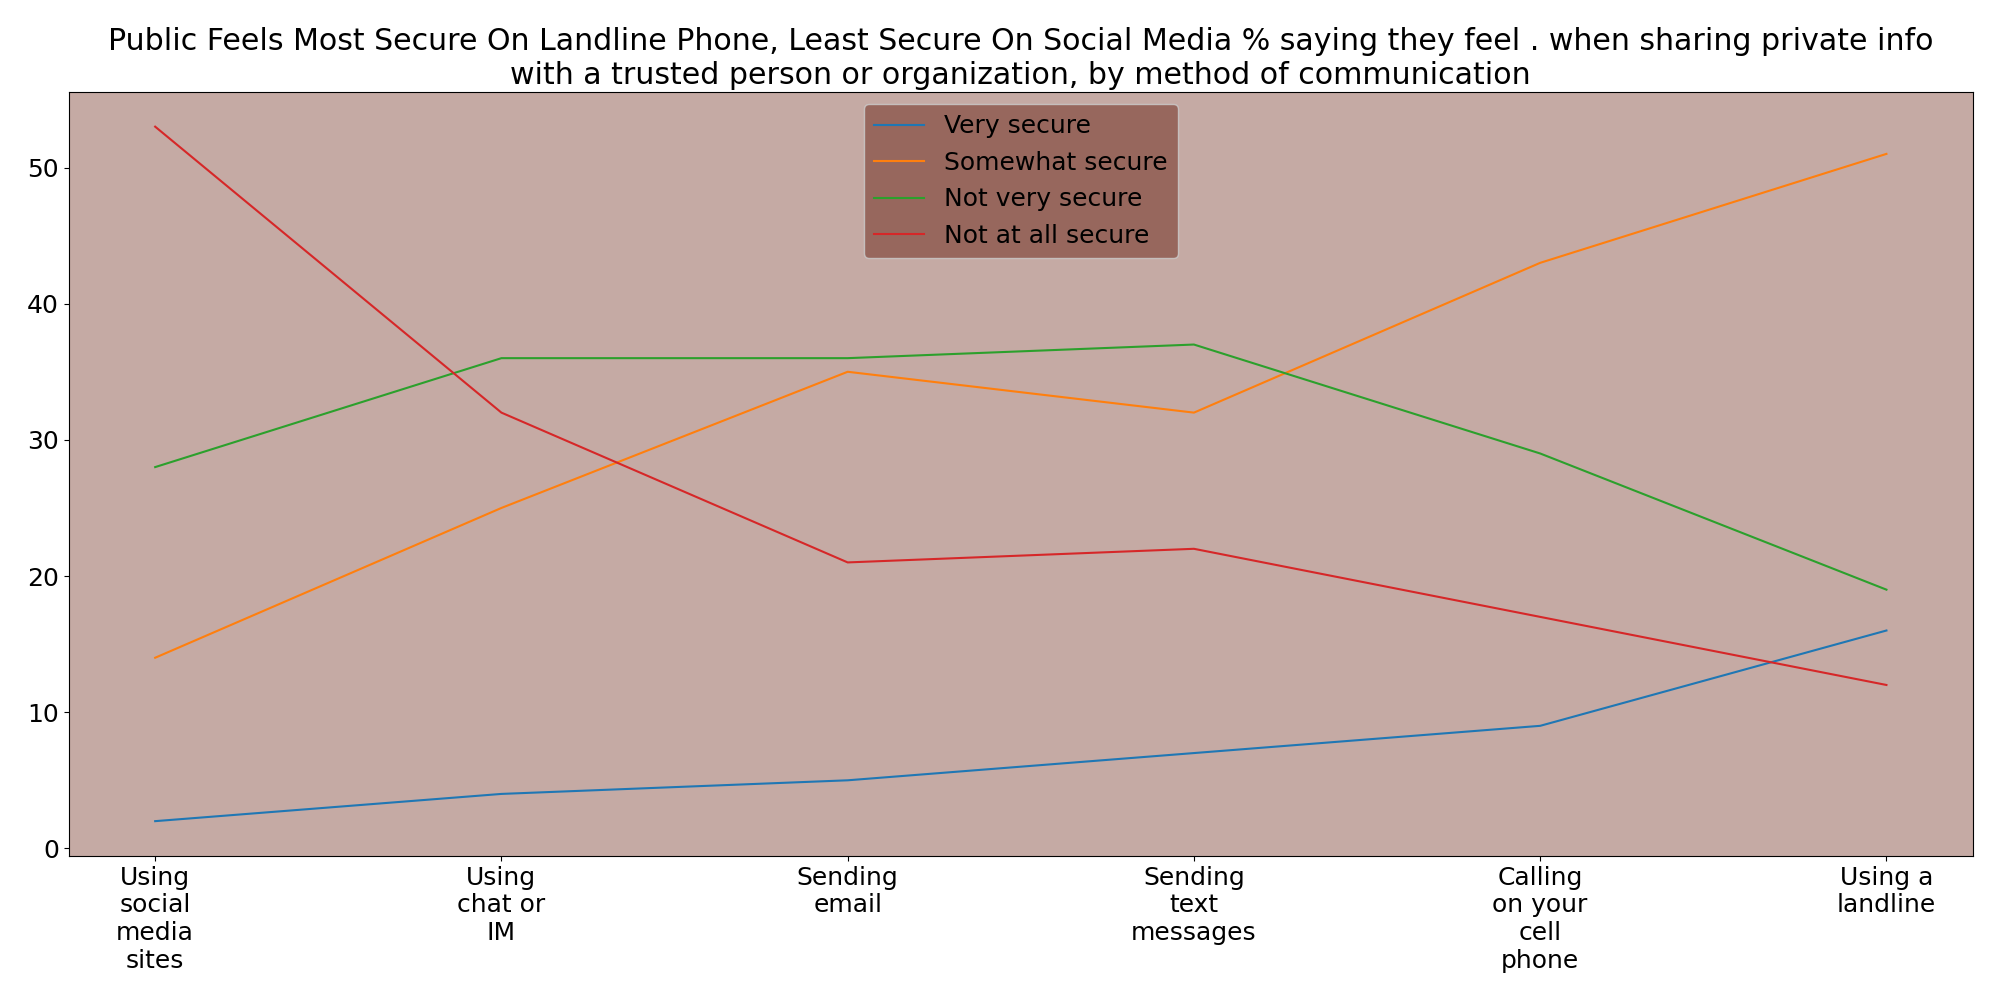 Public Feels Most Secure On Landline Phone, Least Secure On Social Media % saying they feel . when sharing private info
with a trusted person or organization, by method of communication
Very secure
Somewhat secure
Not very secure
Not at all secure
50
40
30
20
10
0
Using
social
media
sites
Using
chat or
IM
Sending
email
Sending
text
messages
Calling
on your
cell
phone
Using a
landline